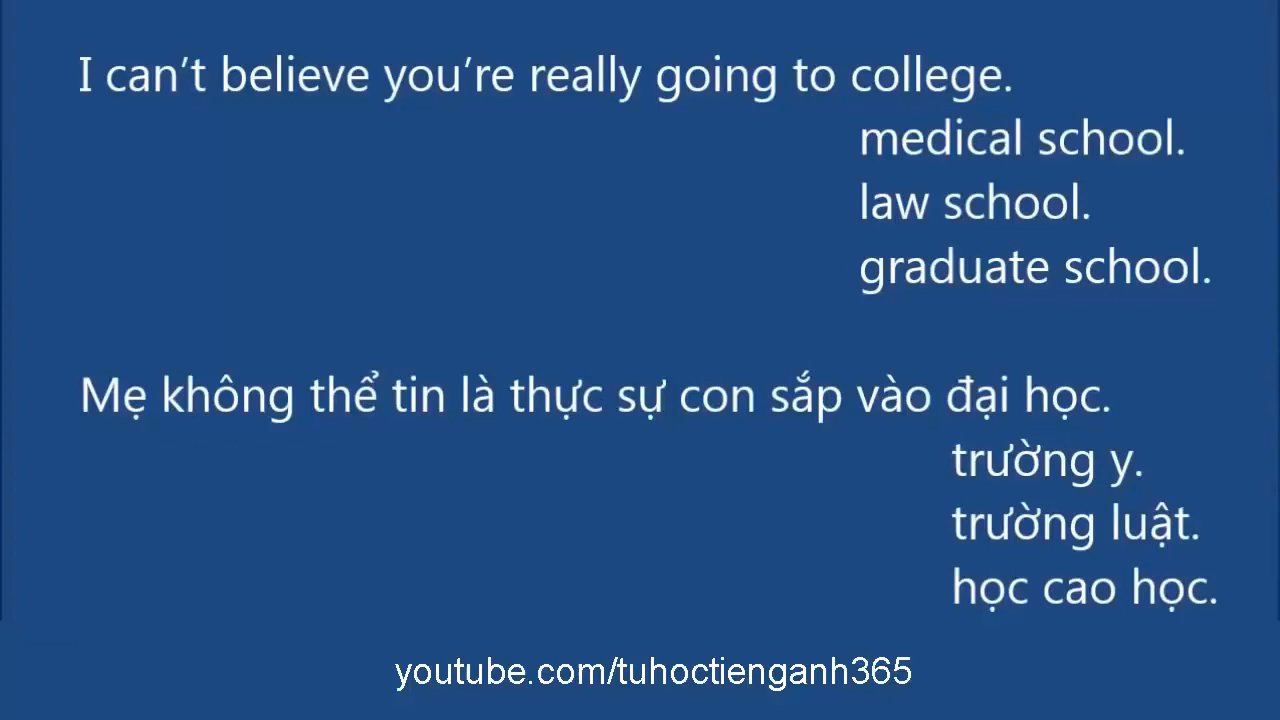 I can’t believe you’re really going to college.
medical school.
law school.
graduate school.
Mẹ không thể tin là thực sự con sắp vào đại học.
trường y.
trường luật.
học cao học.
youtube.com/tuhoctienganh365